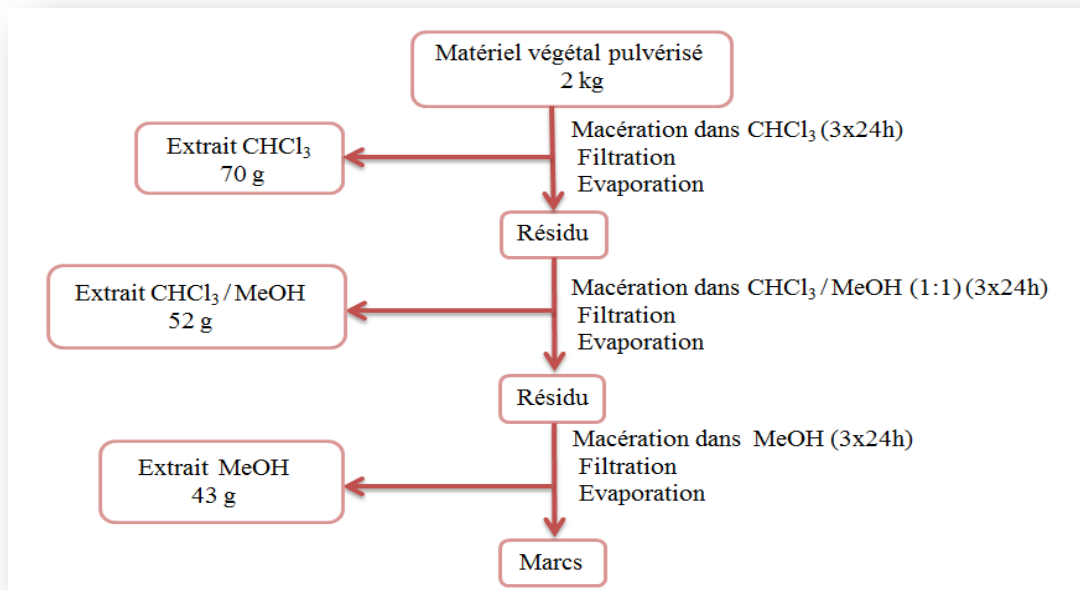 Matériel végétal pulvérisé
2 kg
Macération dans CHCl₃ (3x24h)
Filtration
Evaporation
Extrait CHCl₃
70 g
Résidu
Macération dans CHCl₃ / MeOH (1:1) (3x24h)
Filtration
Evaporation
Extrait CHCl₃ / MeOH
52 g
Résidu
Macération dans MeOH (3x24h)
Filtration
Evaporation
Extrait MeOH
43 g
Marcs